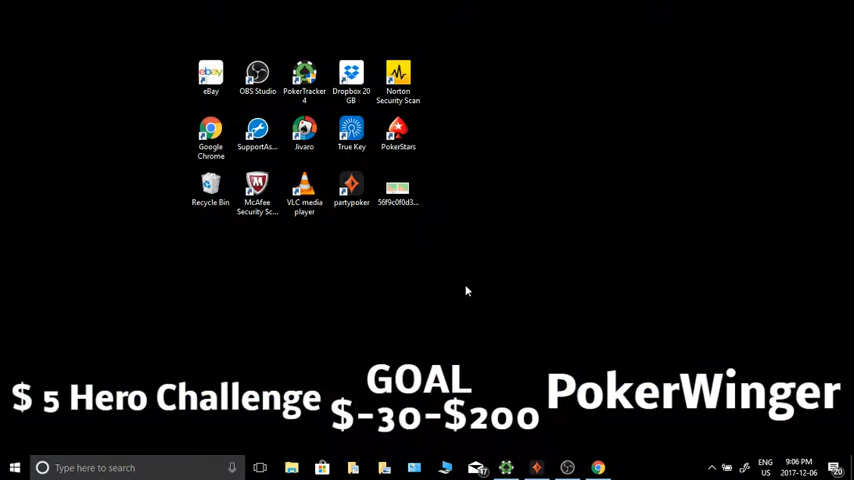 ebay
eBay
OBS Studio
PokerTracker 4
Dropbox 20 GB
Norton Security Scan
Google Chrome
SupportAs...
Jivaro
True Key
PokerStars
Recycle Bin
McAfee Security Sc...
VLC media player
partypoker
56f9c0f0d3...
$ 5 Hero Challenge
GOAL
$-30-$200
PokerWinger
Type here to search
17
ENG
US
9:06 PM
2017-12-06
20